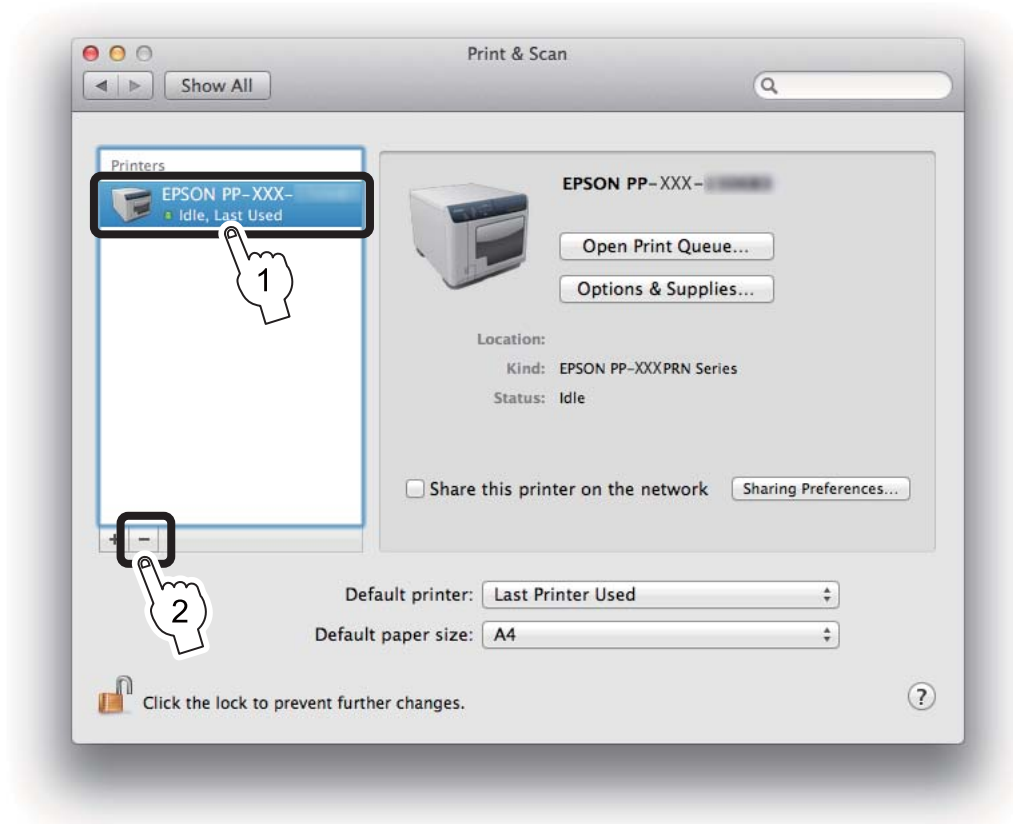 Print & Scan
Show All
Printers
EPSON PP-XXX-
Idle, Last Used
1
EPSON PP-XXX-
Open Print Queue...
Options & Supplies...
Location:
Kind: EPSON PP-XXXPRN Series
Status: Idle
Share this printer on the network Sharing Preferences...
+ -
2
Default printer: Last Printer Used
Default paper size: A4
Click the lock to prevent further changes.
?